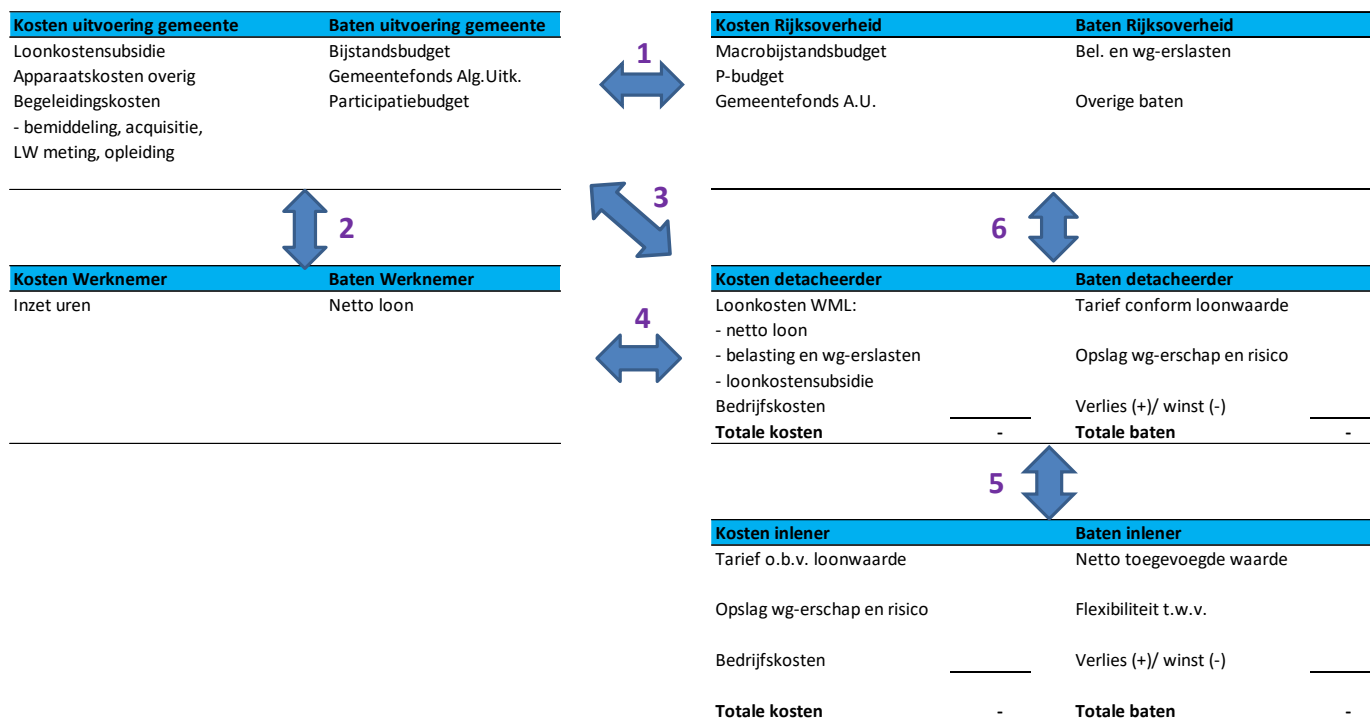 Kosten uitvoering gemeente Baten uitvoering gemeente
Loonkostensubsidie Bijstandsbudget
Apparaatskosten overig Gemeentefonds Alg.Uitk.
Begeleidingskosten Participatiebudget
- bemiddeling, acquisitie,
LW meting, opleiding
1
Kosten Rijksoverheid Baten Rijksoverheid
Macrobijstandsbudget Bel. en wg-erslasten
P-budget
Gemeentefonds A.U. Overige baten
2
3
6
Kosten Werknemer Baten Werknemer
Inzet uren Netto loon
4
Kosten detacheerder Baten detacheerder
Loonkosten WML: Tarief conform loonwaarde
- netto loon
- belasting en wg-erslasten Opslag wg-erschap en risico
- loonkostensubsidie
Bedrijfskosten Verlies (+)/ winst (-)
Totale kosten - Totale baten -
5
Kosten inlener Baten inlener
Tarief o.b.v. loonwaarde Netto toegevoegde waarde
Opslag wg-erschap en risico Flexibiliteit t.w.v.
Bedrijfskosten Verlies (+)/ winst (-)
Totale kosten - Totale baten -